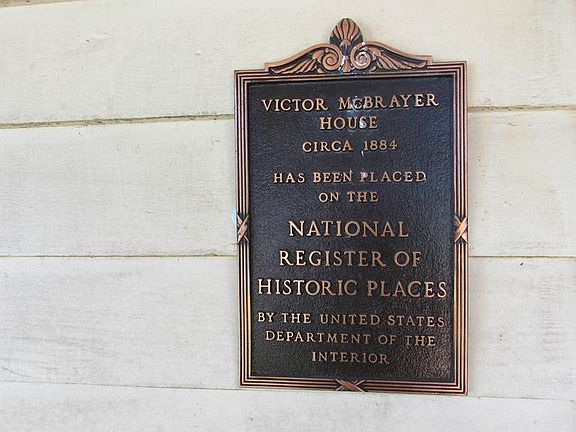 VICTOR MCBRAYER
HOUSE
CIRCA 1884
HAS BEEN PLACED
ON THE
NATIONAL
REGISTER OF
HISTORIC PLACES
BY THE UNITED STATES
DEPARTMENT OF THE
INTERIOR